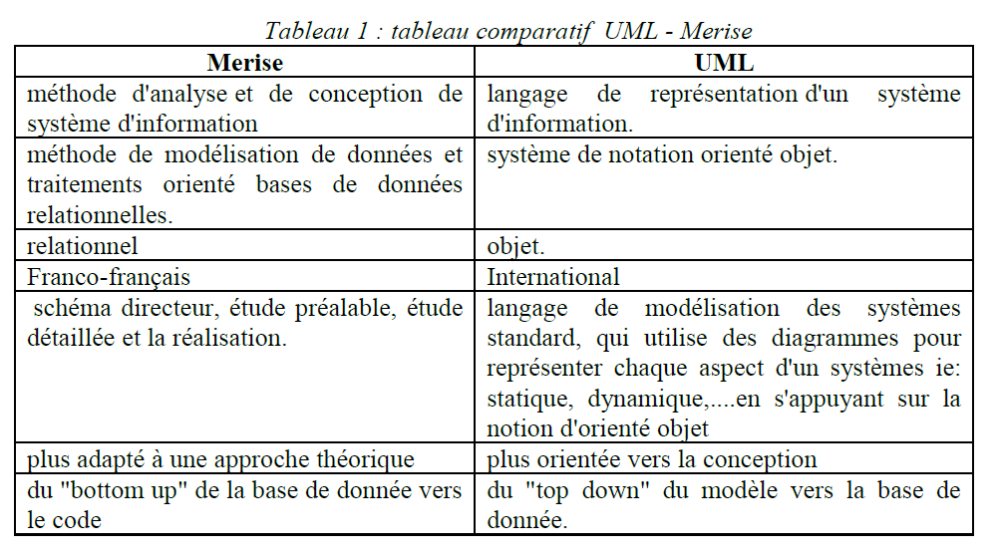 Tableau 1 : tableau comparatif UML - Merise
Merise
UML
méthode d'analyse et de conception de
système d'information
langage de représentation d'un système
d'information.
méthode de modélisation de données et
traitements orienté bases de données
relationnelles.
système de notation orienté objet.
relationnel
objet.
Franco-français
International
schéma directeur, étude préalable, étude
détaillée et la réalisation.
langage de modélisation des systèmes
standard, qui utilise des diagrammes pour
représenter chaque aspect d'un systèmes ie:
statique, dynamique,....en s'appuyant sur la
notion d'orienté objet
plus adapté à une approche théorique
plus orientée vers la conception
du "bottom up" de la base de donnée vers
le code
du "top down" du modèle vers la base de
donnée.